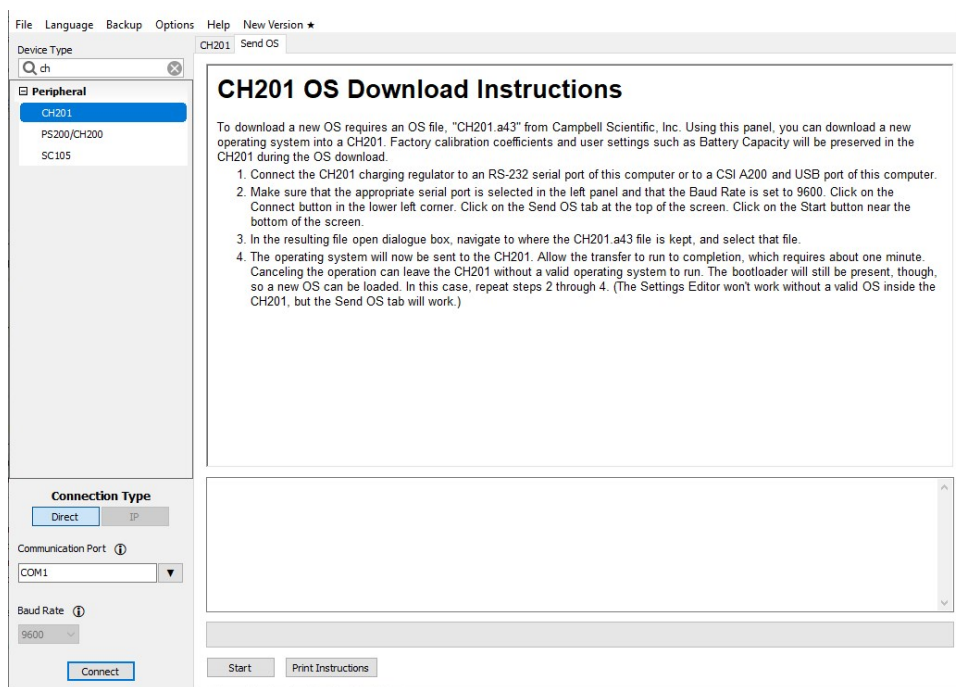 File Language Backup Options Help New Version ★
Device Type
ch
Peripheral
CH201
PS200/CH200
SC105
CH201 Send OS
CH201 OS Download Instructions
To download a new OS requires an OS file, "CH201.a43" from Campbell Scientific, Inc. Using this panel, you can download a new
operating system into a CH201. Factory calibration coefficients and user settings such as Battery Capacity will be preserved in the
CH201 during the OS download.
1. Connect the CH201 charging regulator to an RS-232 serial port of this computer or to a CSI A200 and USB port of this computer.
2. Make sure that the appropriate serial port is selected in the left panel and that the Baud Rate is set to 9600. Click on the
Connect button in the lower left corner. Click on the Send OS tab at the top of the screen. Click on the Start button near the
bottom of the screen.
3. In the resulting file open dialogue box, navigate to where the CH201.a43 file is kept, and select that file.
4. The operating system will now be sent to the CH201. Allow the transfer to run to completion, which requires about one minute.
Canceling the operation can leave the CH201 without a valid operating system to run. The bootloader will still be present, though,
so a new OS can be loaded. In this case, repeat steps 2 through 4. (The Settings Editor won't work without a valid OS inside the
CH201, but the Send OS tab will work.)
Connection Type
Direct IP
Communication Port
COM1
Baud Rate
9600
Connect
Start Print Instructions